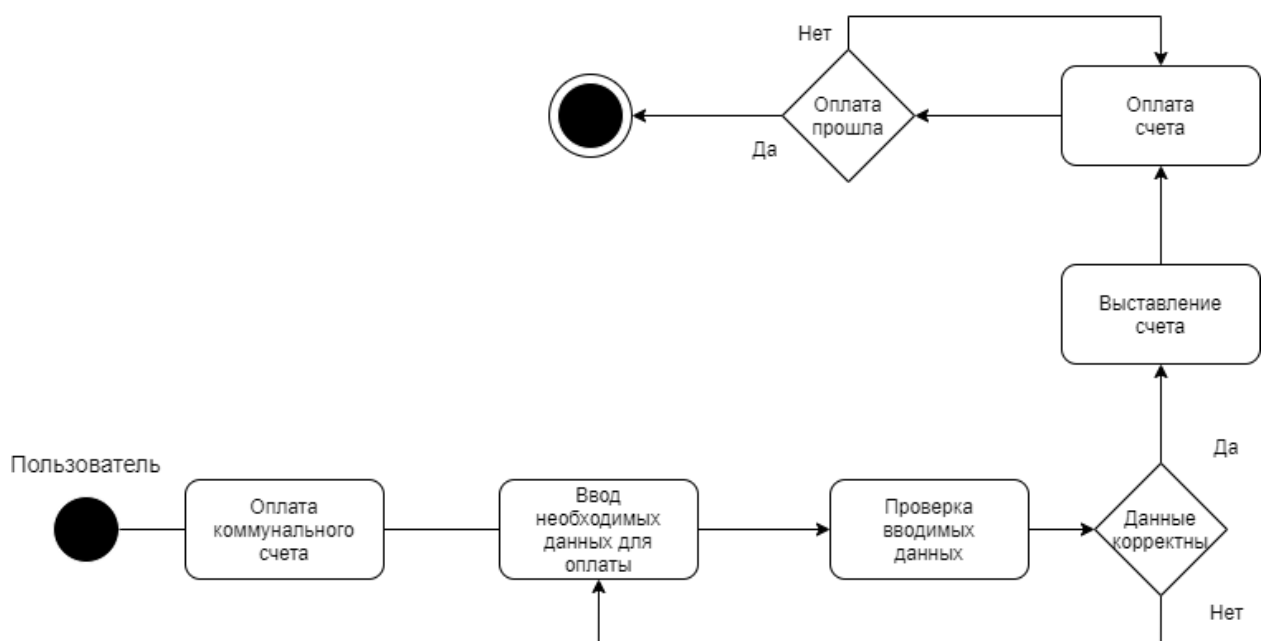 Нет
Оплата
прошла
Оплата
счета
Да
Выставление
счета
Да
Пользователь
Оплата
коммунального
счета
Ввод
необходимых
данных для
оплаты
Проверка
вводимых
данных
Данные
корректны
Нет